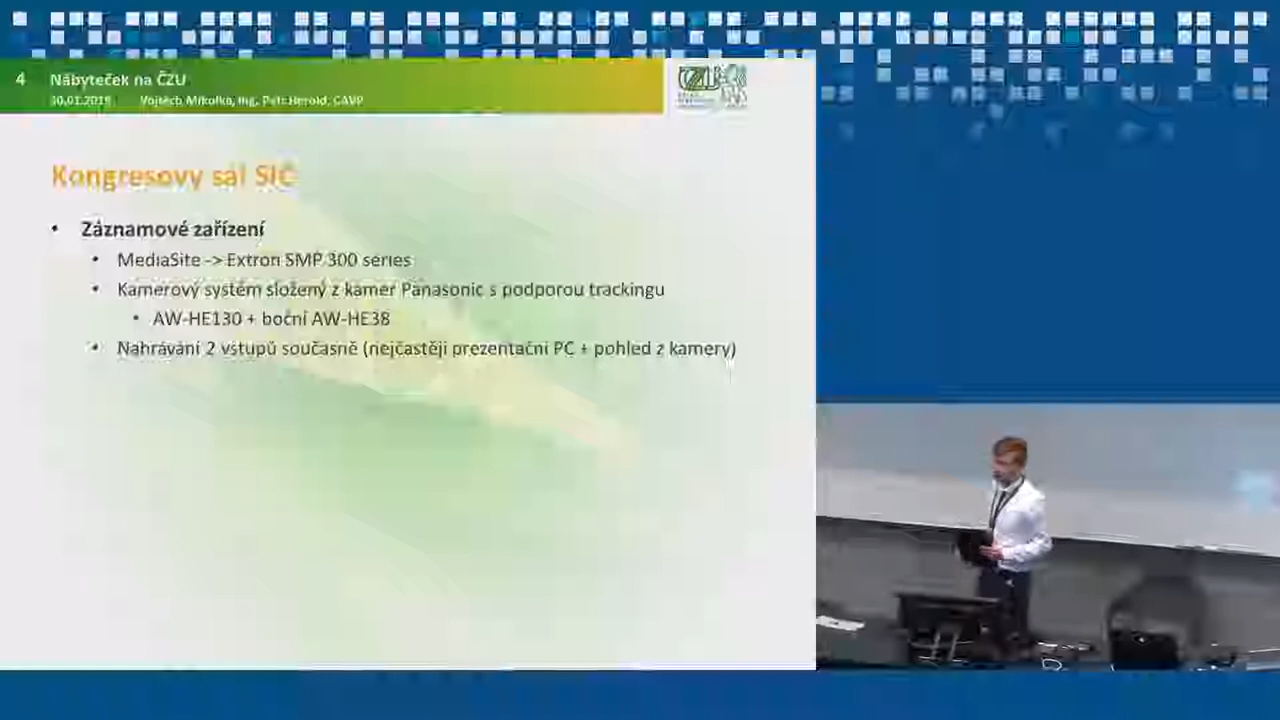 4 Nábyteček na ČZU
30.01.2019 Vojtěch Mikolka, Ing. Petr Herold, CAVP
Kongresový sál SIC
• Záznamové zařízení
• MediaSite -> Extron SMP 300 series
• Kamerový systém složený z kamer Panasonic s podporou trackingu
• AW-HE130 + boční AW-HE38
• Nahrávání 2 vstupů současně (nejčastěji prezentační PC + pohled z kamery)